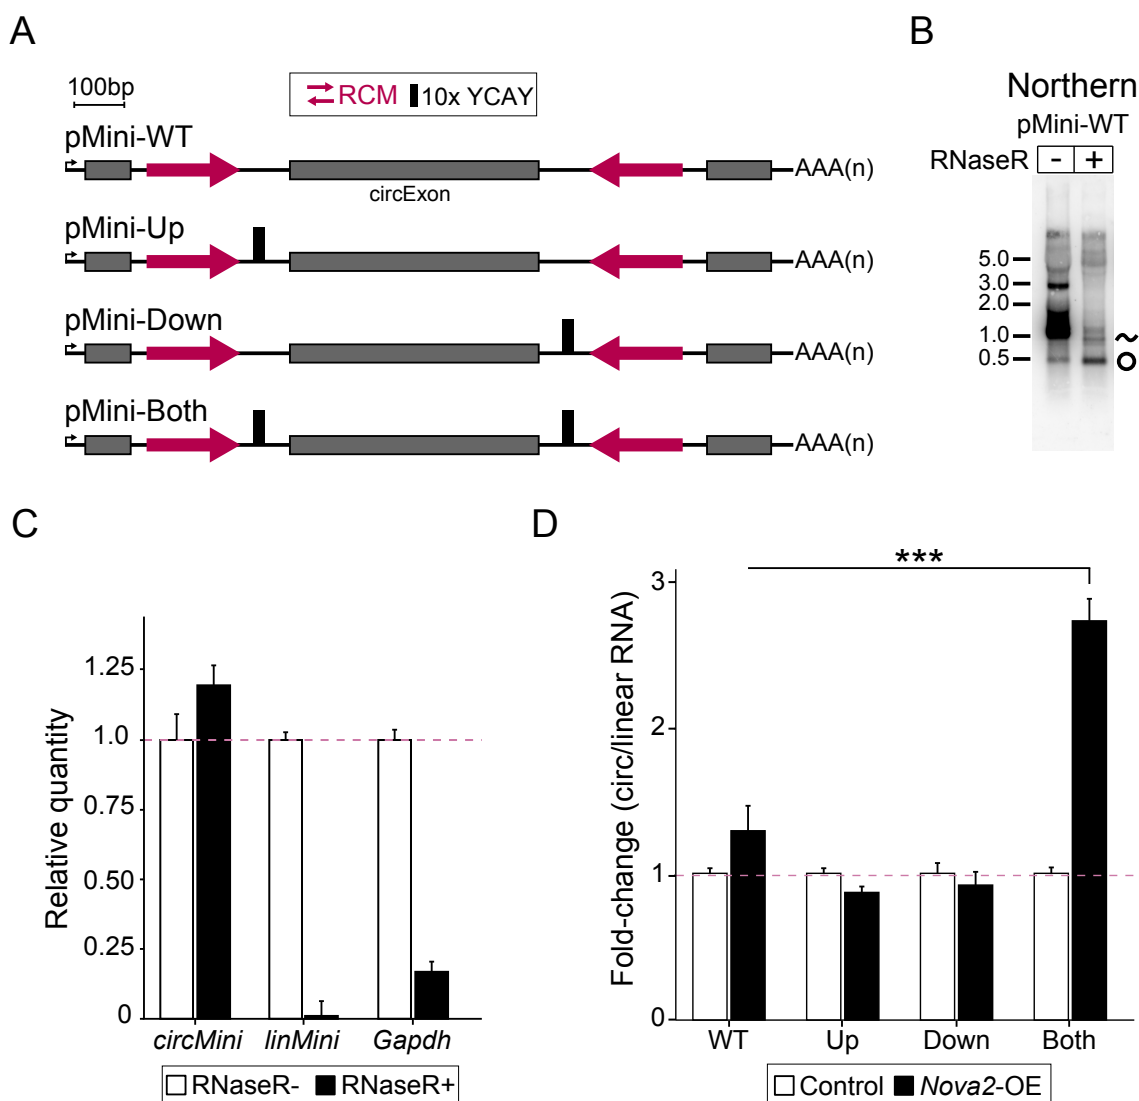 A
100bp
RCM 10x YCAY
pMini-WT
AAA(n)
circExon
pMini-Up
AAA(n)
pMini-Down
AAA(n)
pMini-Both
AAA(n)
B
Northern
pMini-WT
RNaseR - +
5.0
3.0
2.0
1.0
0.5
C
Relative quantity
1.25
1.0
0.75
0.50
0.25
0
circMini linMini Gapdh
RNaseR- RNaseR+
D
Fold-change (circ/linear RNA)
***
3
2
1
0
WT Up Down Both
Control Nova2-OE